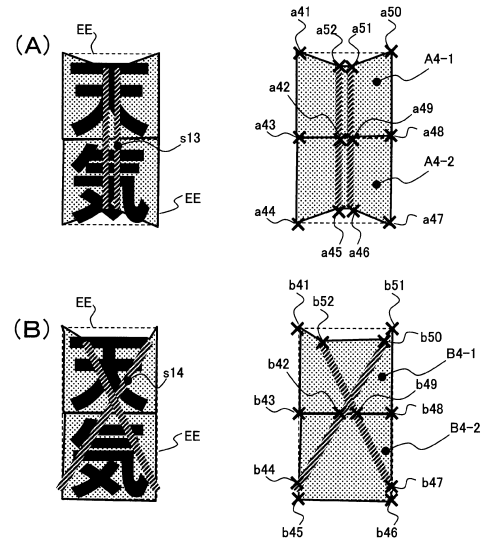 (A)
EE
天
氣
s13
EE
a41
a52
a51
a50
A4-1
a42
a49
a43
a48
A4-2
a44
a47
a45
a46
(B)
EE
天
気
s14
EE
b41
b52
b51
b50
B4-1
b42
b49
b43
b48
B4-2
b44
b47
b45
b46